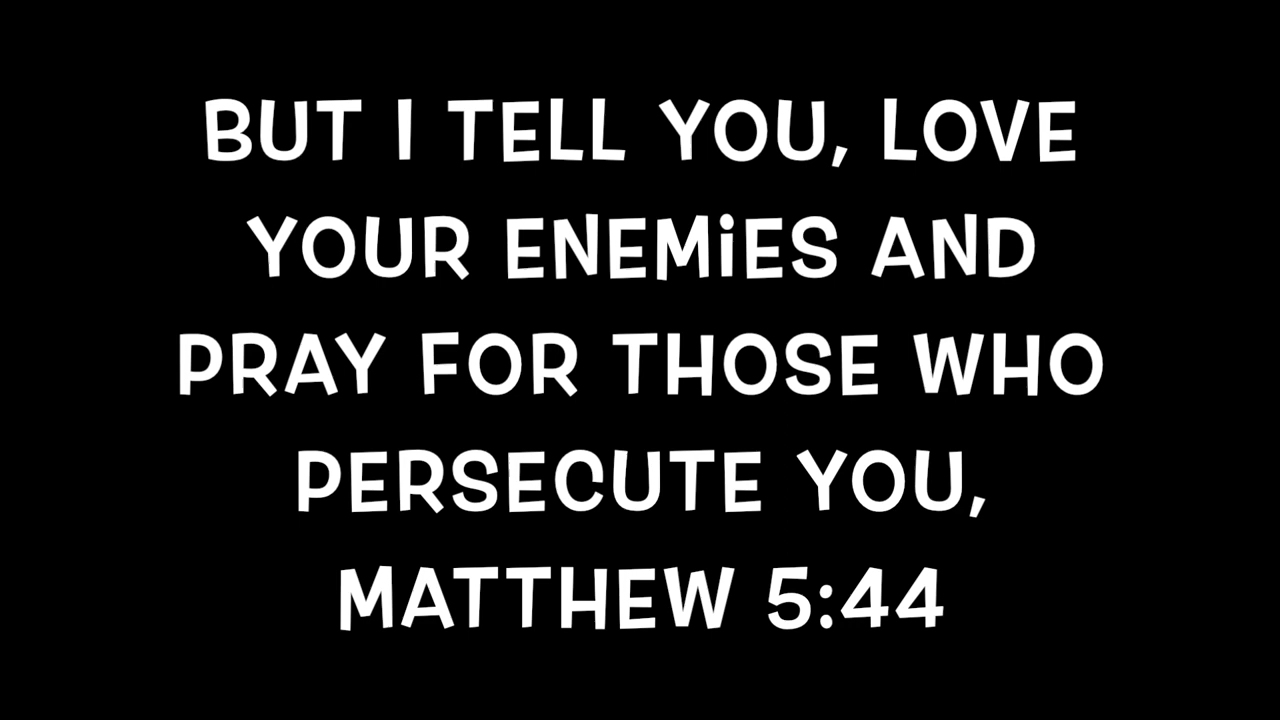 BUT I TELL YOU, LOVE
YOUR ENEMiES AND
PRAY FOR THOSE WHO
PERSECUTE YOU,
MATTHEW 5:44